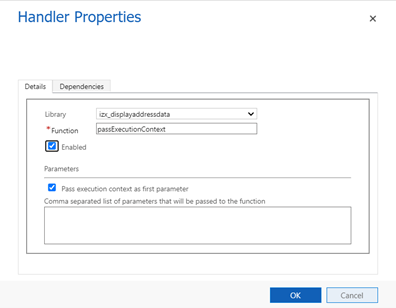 Handler Properties
×
Details
Dependencies
Library
izx_displayaddressdata
*Function
passExecutionContext
Enabled
Parameters
Pass execution context as first parameter
Comma separated list of parameters that will be passed to the function
OK
Cancel